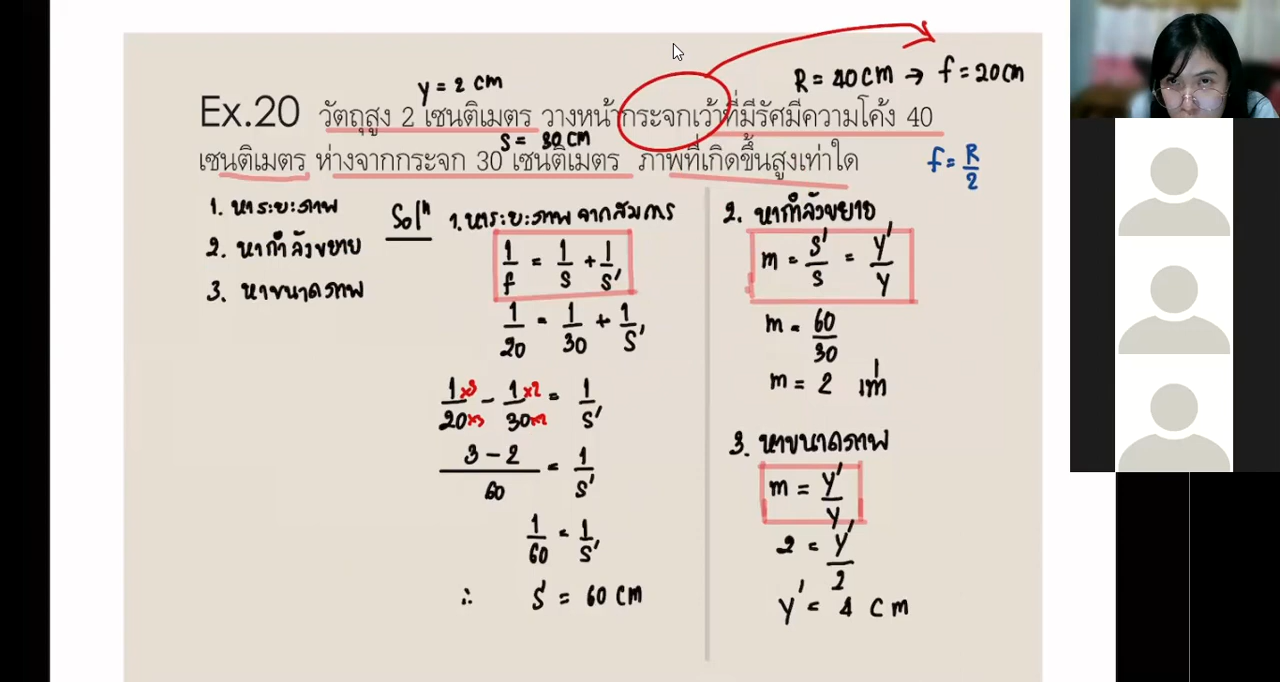 y = 2 cm
R = 40 cm → f = 20 cm
Ex.20 วัตถุสูง 2 เซนติเมตร วางหน้ากระจกเว้าที่มีรัศมีความโค้ง 40
s = 30 cm
เซนติเมตร ห่างจากกระจก 30 เซนติเมตร ภาพที่เกิดขึ้นสูงเท่าใด
f = R/2
1. หาระยะภาพ
2. หากำลังขยาย
3. หาขนาดภาพ
Solⁿ
1. หาระยะภาพจากสมการ
1/f = 1/s + 1/s'
1/20 = 1/30 + 1/s'
1×3/20×3 - 1×2/30×2 = 1/s'
3 - 2/60 = 1/s'
1/60 = 1/s'
∴ s' = 60 cm
2. หากำลังขยาย
m = s'/s = y'/y
m = 60/30
m = 2 เท่า
3. หาขนาดภาพ
m = y'/y
2 = y'/2
y' = 4 cm